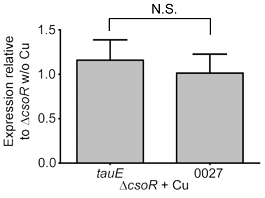 N.S.
Expression relative
to ΔcsoR w/o Cu
1.5
1.0
0.5
0.0
tauE 0027
ΔcsoR + Cu